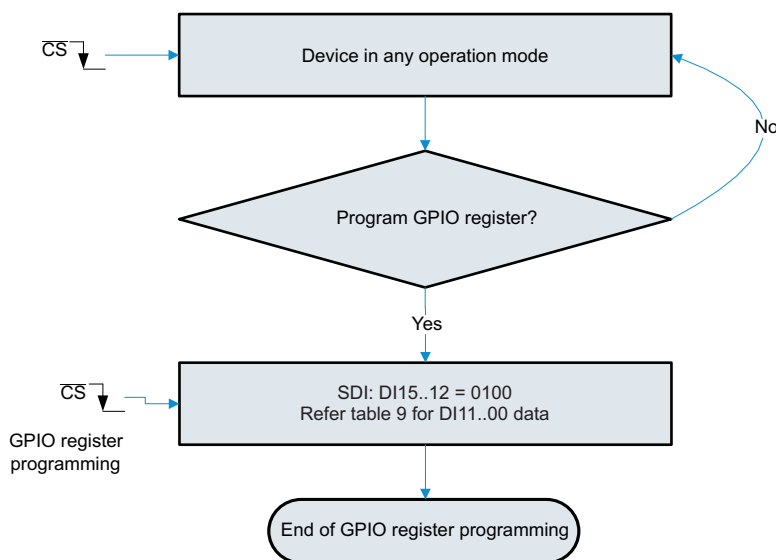 CS
Device in any operation mode
No
Program GPIO register?
Yes
CS
SDI: DI15..12 = 0100
Refer table 9 for DI11..00 data
GPIO register
programming
End of GPIO register programming